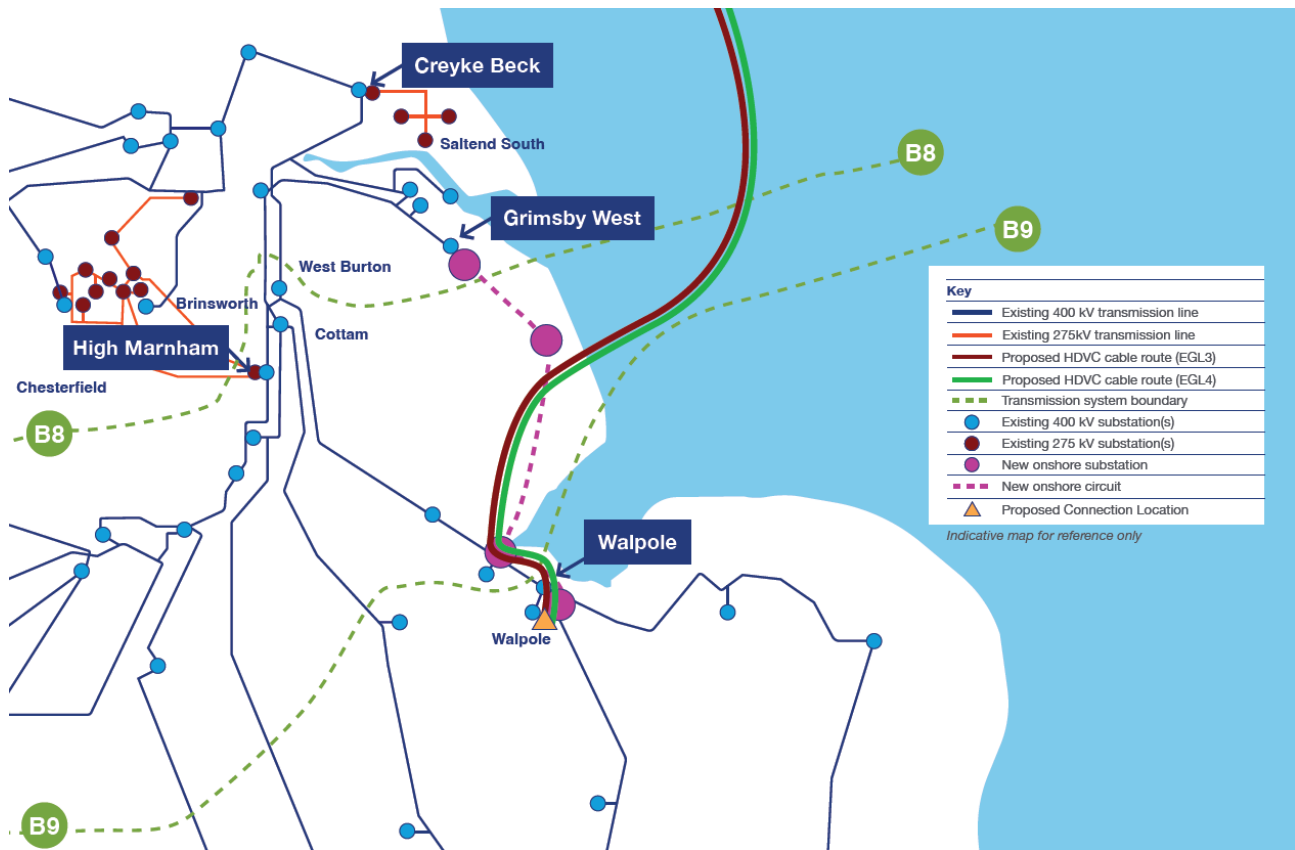 Creyke Beck
Saltend South
B8
Grimsby West
B9
West Burton
Brinsworth
Cottam
High Marnham
Chesterfield
B8
Key
Existing 400 kV transmission line
Existing 275kV transmission line
Proposed HDVC cable route (EGL3)
Proposed HDVC cable route (EGL4)
Transmission system boundary
Existing 400 kV substation(s)
Existing 275 kV substation(s)
New onshore substation
New onshore circuit
Proposed Connection Location
Indicative map for reference only
Walpole
Walpole
B9